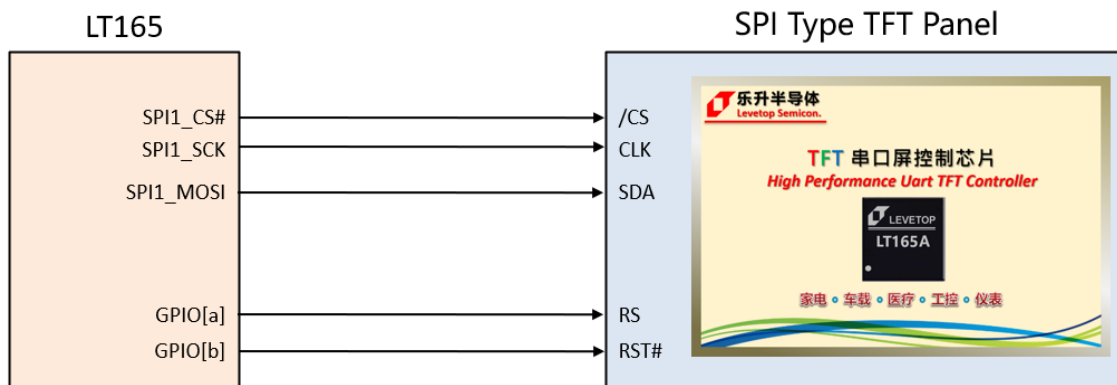 LT165
SPI Type TFT Panel
SPI1_CS#
SPI1_SCK
SPI1_MOSI
GPIO[a]
GPIO[b]
/CS
CLK
SDA
RS
RST#
乐升半导体
Levetop Semicon.
TFT 串口屏控制芯片
High Performance Uart TFT Controller
LEVETOP
LT165A
家电 • 车载 • 医疗 • 工控 • 仪表